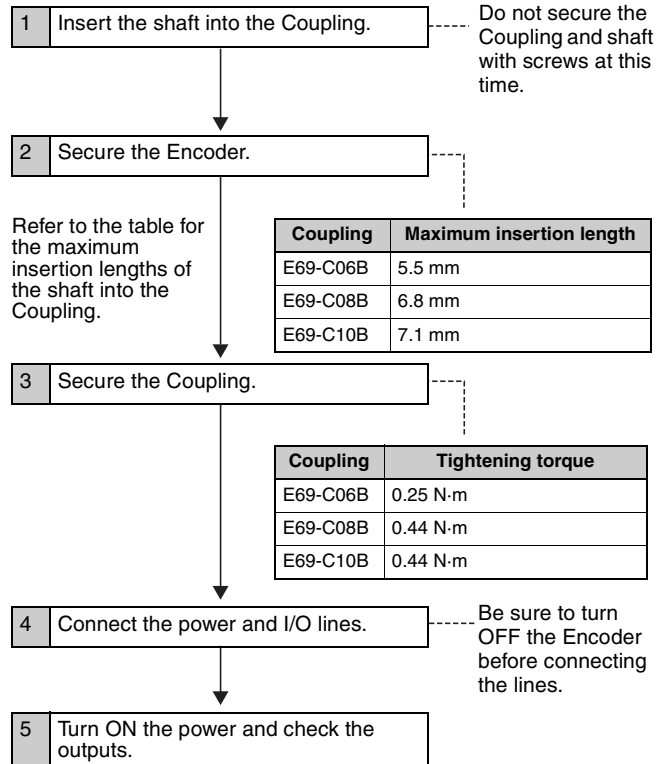 1 Insert the shaft into the Coupling.
Do not secure the
Coupling and shaft
with screws at this
time.
2 Secure the Encoder.
Refer to the table for
the maximum
insertion lengths of
the shaft into the
Coupling.
Coupling Maximum insertion length
E69-C06B 5.5 mm
E69-C08B 6.8 mm
E69-C10B 7.1 mm
3 Secure the Coupling.
Coupling Tightening torque
E69-C06B 0.25 N·m
E69-C08B 0.44 N·m
E69-C10B 0.44 N·m
4 Connect the power and I/O lines.
Be sure to turn
OFF the Encoder
before connecting
the lines.
5 Turn ON the power and check the
outputs.